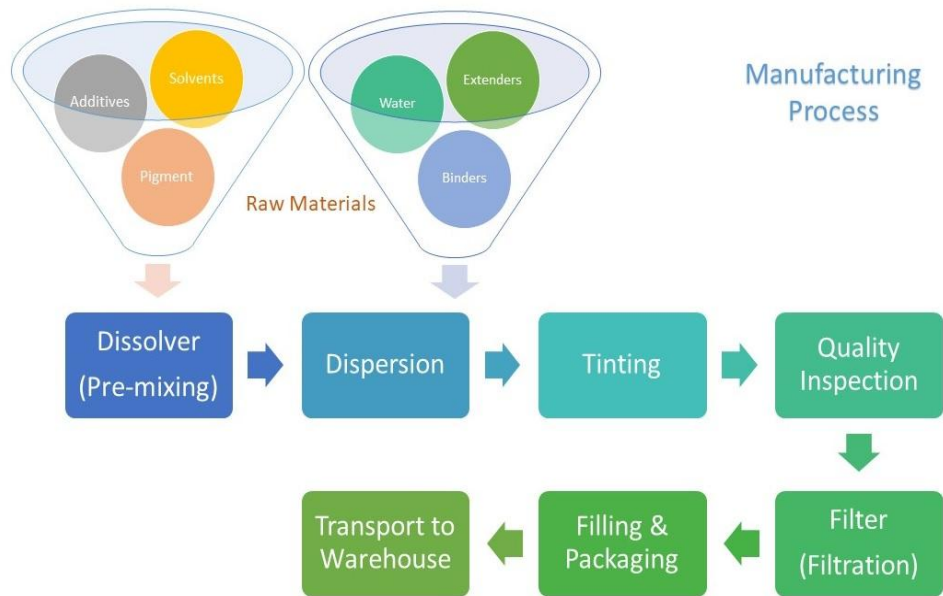 Solvents
Additives
Pigment
Extenders
Water
Binders
Manufacturing
Process
Raw Materials
Dissolver
(Pre-mixing)
Dispersion
Tinting
Quality
Inspection
Filter
(Filtration)
Filling &
Packaging
Transport to
Warehouse